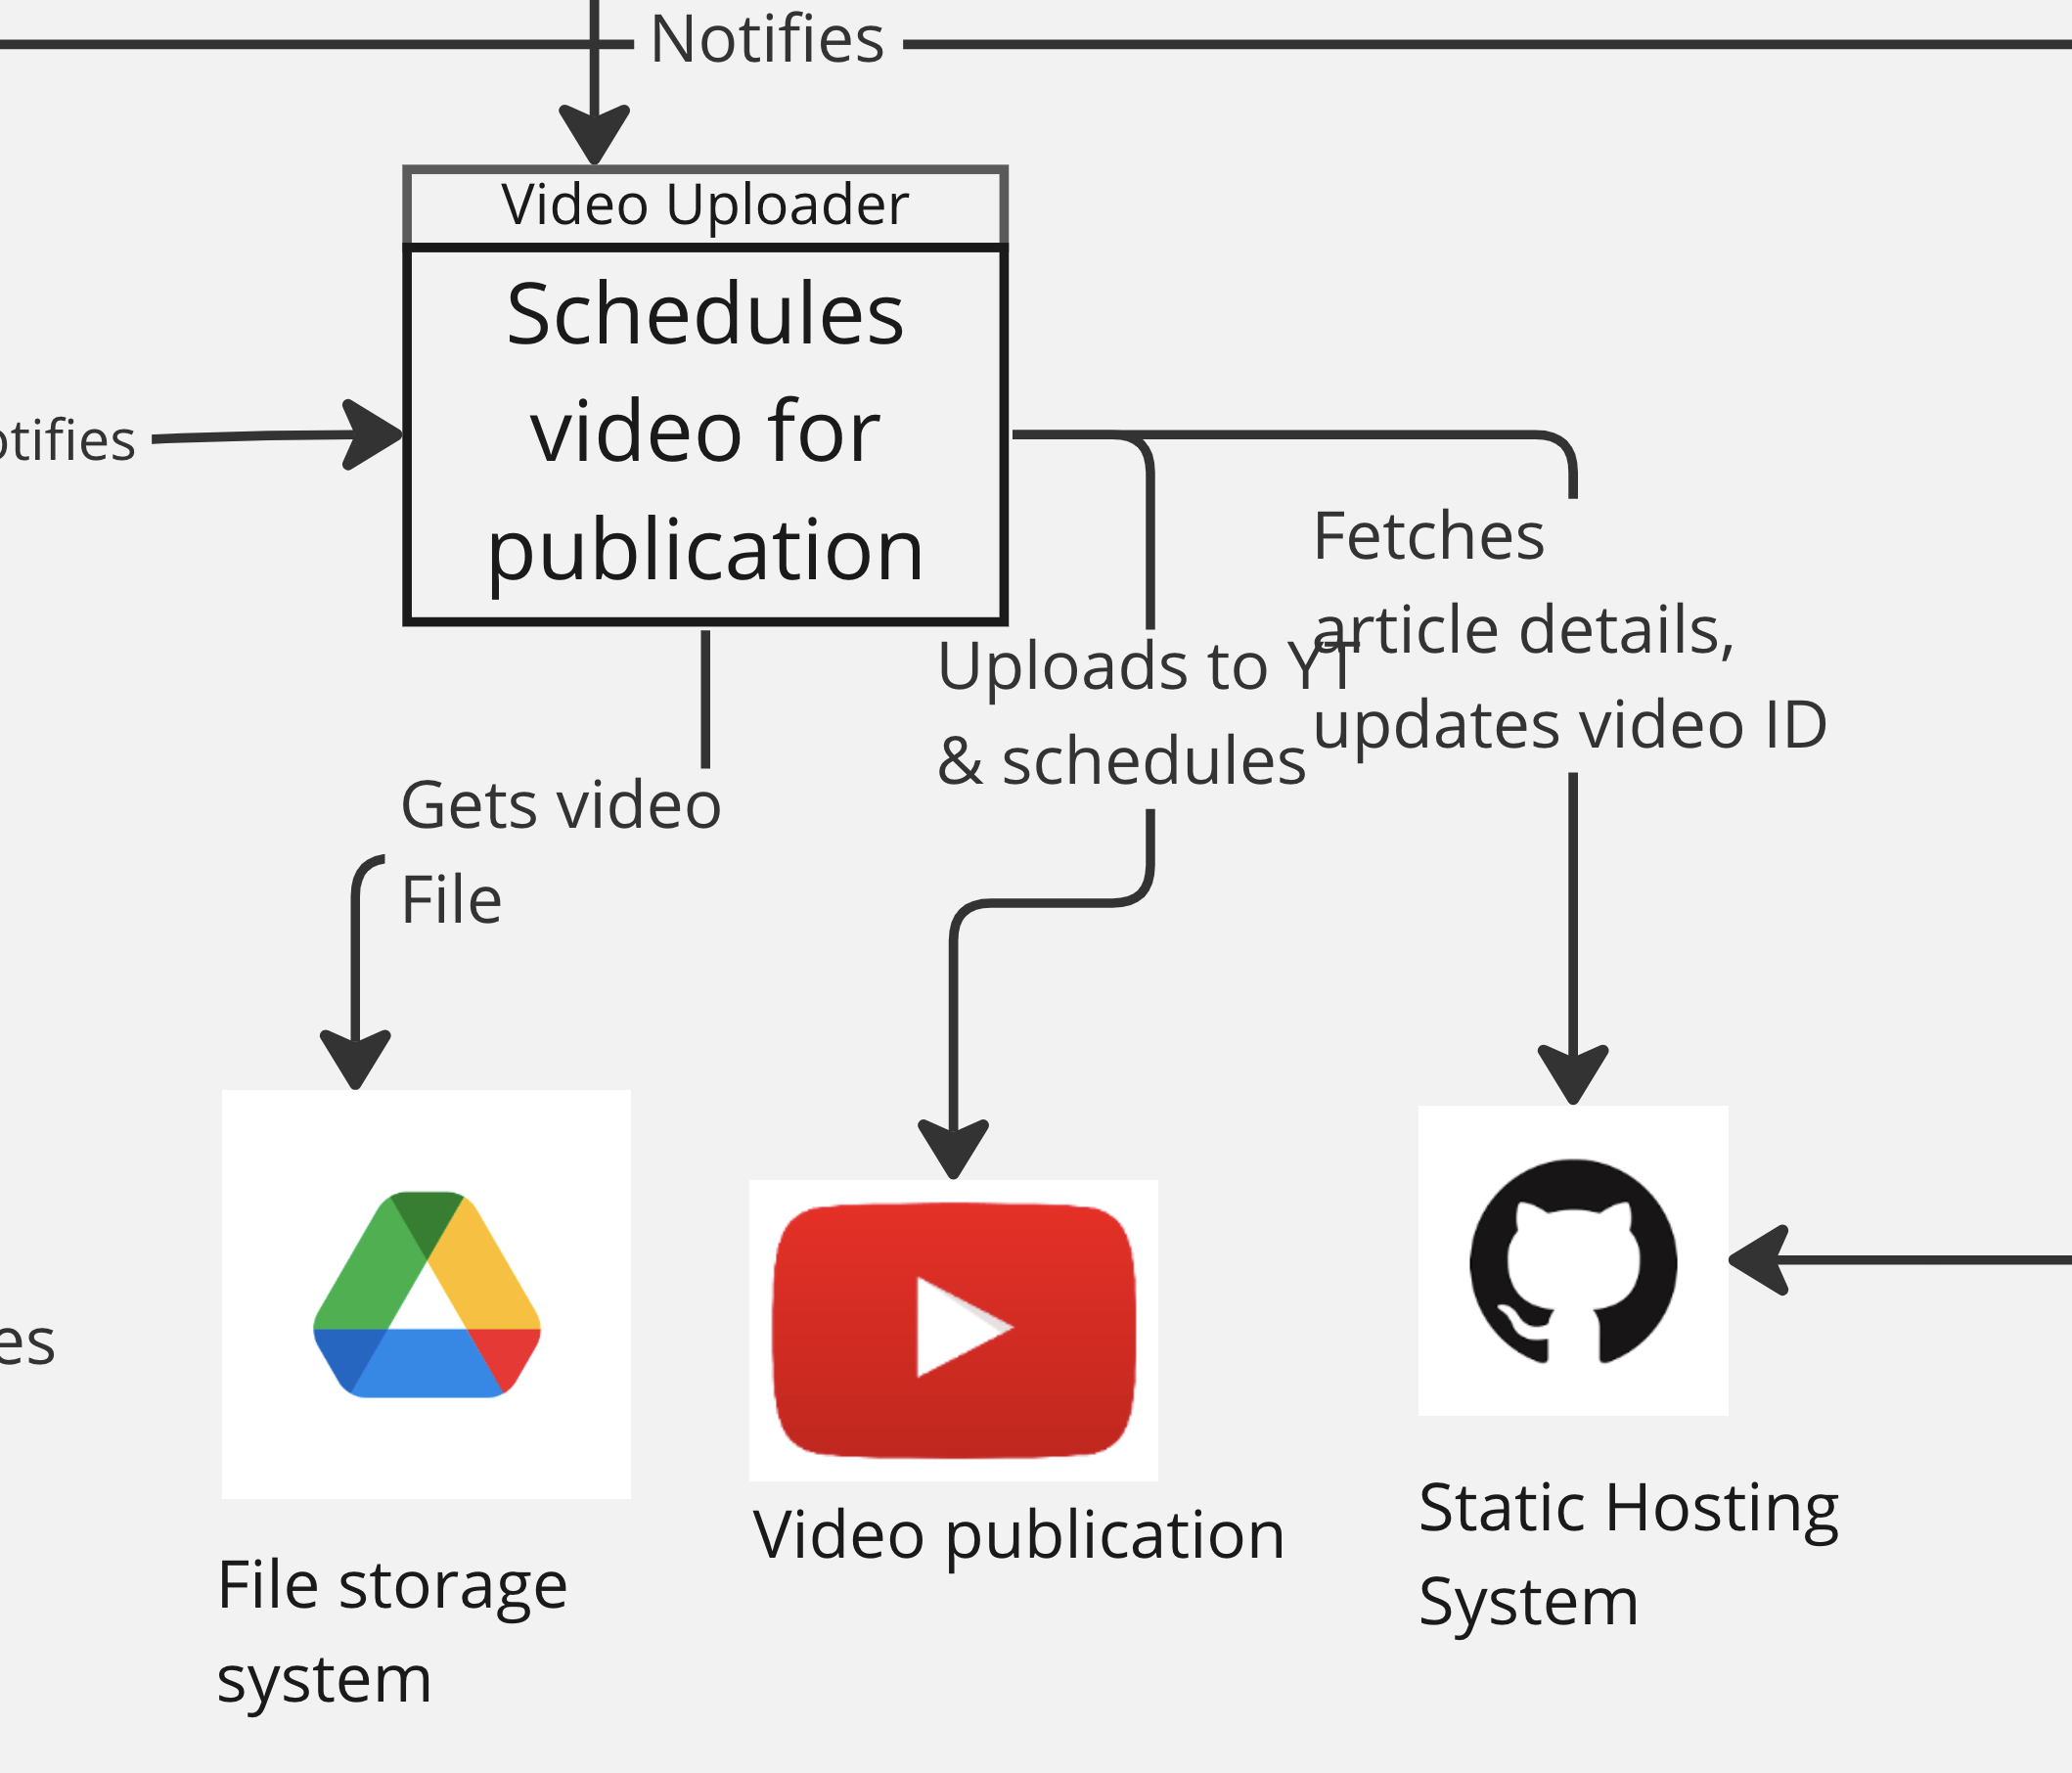 Notifies
Video Uploader
Schedules
video for
publication
otifies
Fetches
article details,
updates video ID
Uploads to YT
& schedules
Gets video
File
es
Video publication
Static Hosting
System
File storage
system